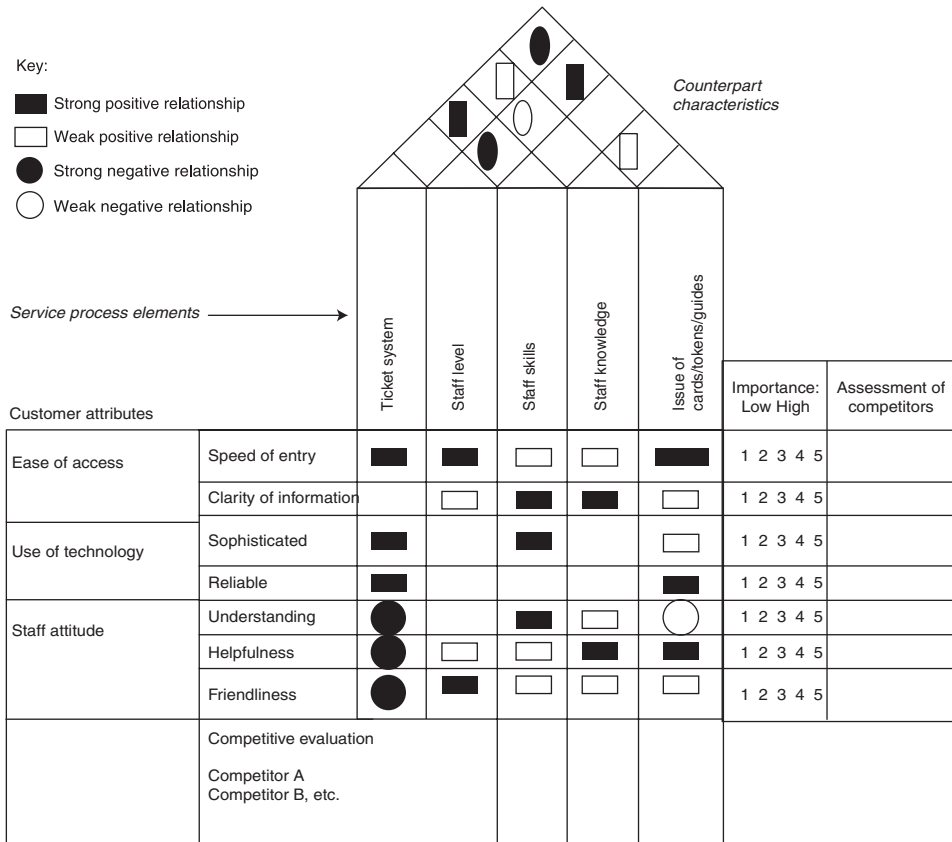 Key:
Strong positive relationship
Weak positive relationship
Strong negative relationship
Weak negative relationship
Counterpart
characteristics
Service process elements
Ticket system
Staff level
Staff skills
Staff knowledge
Issue of
cards/tokens/guides
Importance:
Low High
Assessment of
competitors
Customer attributes
Ease of access
Speed of entry
1 2 3 4 5
Clarity of information
1 2 3 4 5
Use of technology
Sophisticated
1 2 3 4 5
Reliable
1 2 3 4 5
Staff attitude
Understanding
1 2 3 4 5
Helpfulness
1 2 3 4 5
Friendliness
1 2 3 4 5
Competitive evaluation
Competitor A
Competitor B, etc.